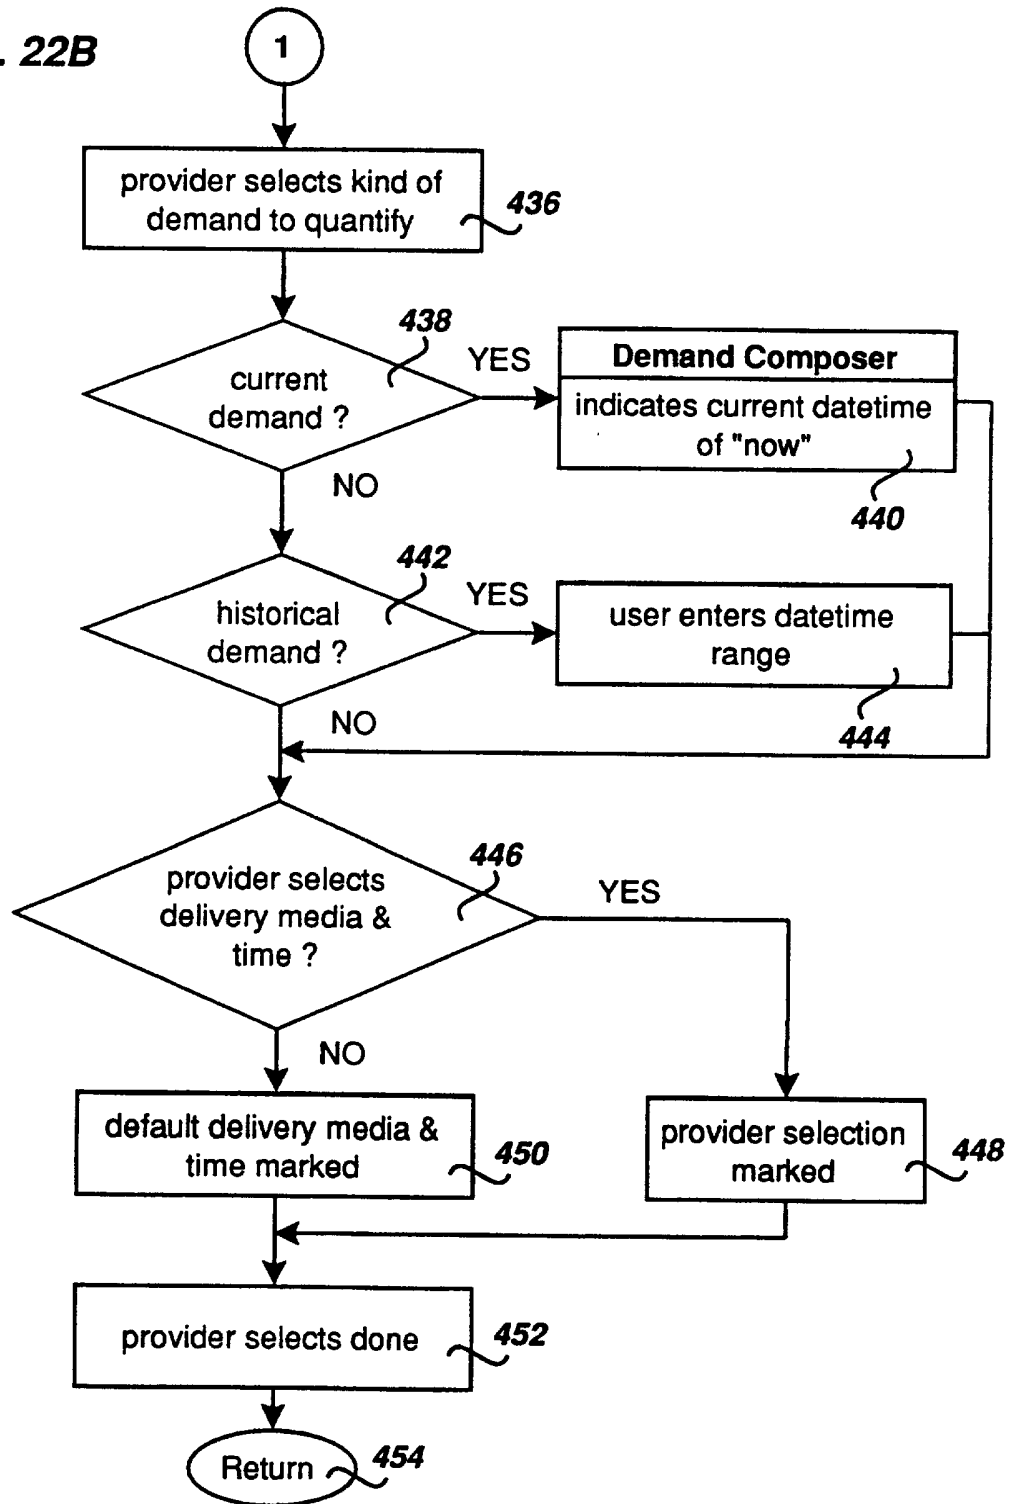 . 22B
1
provider selects kind of
demand to quantify
436
438
current
demand ?
YES
Demand Composer
indicates current datetime
of "now"
440
NO
442
historical
demand ?
YES
user enters datetime
range
444
NO
446
provider selects
delivery media &
time ?
YES
NO
default delivery media &
time marked
450
provider selection
marked
448
provider selects done
452
Return
454